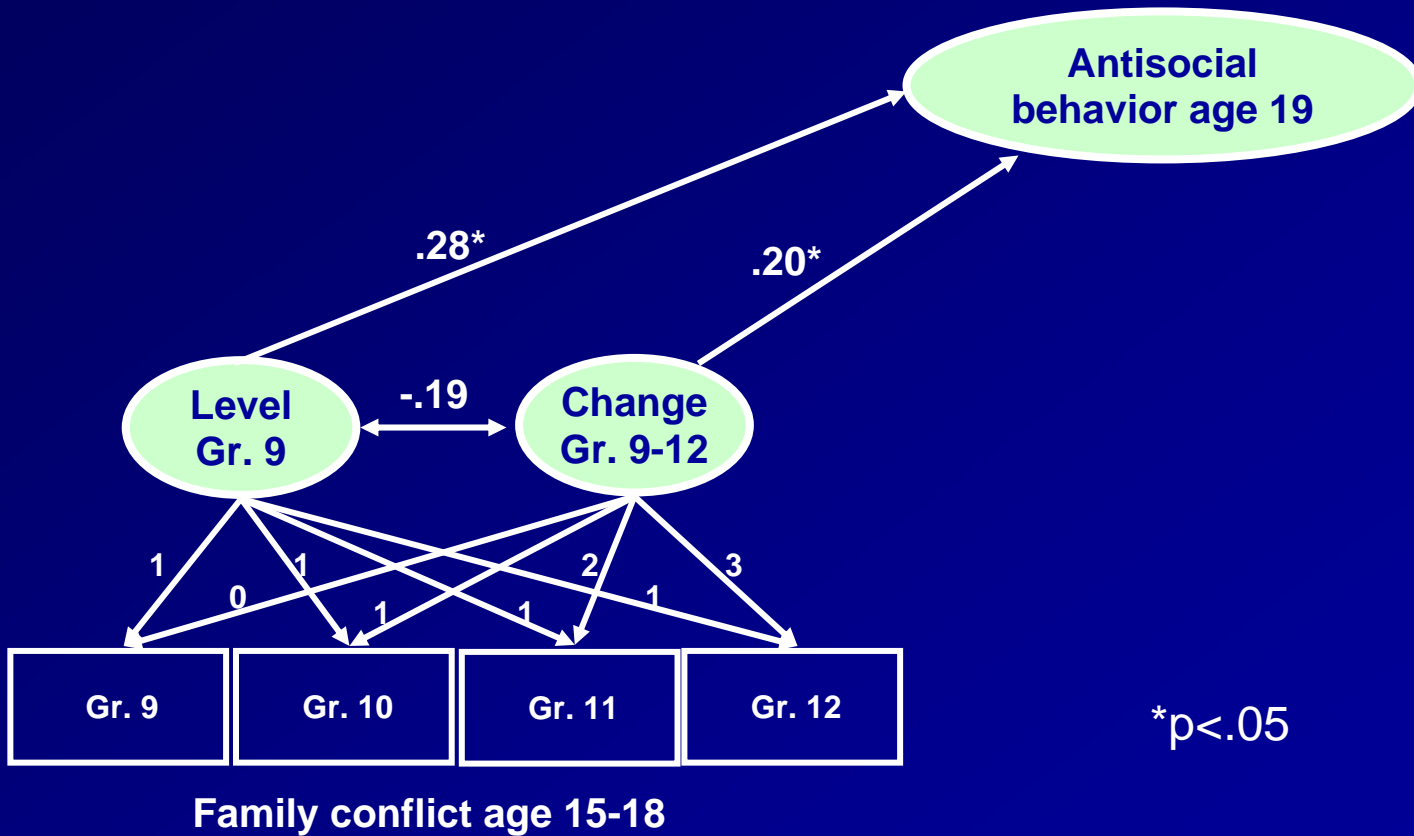 Antisocial
behavior age 19
.28*
.20*
Level
Gr. 9
-.19
Change
Gr. 9-12
1
1
2
3
0
1
1
1
Gr. 9
Gr. 10
Gr. 11
Gr. 12
*p<.05
Family conflict age 15-18